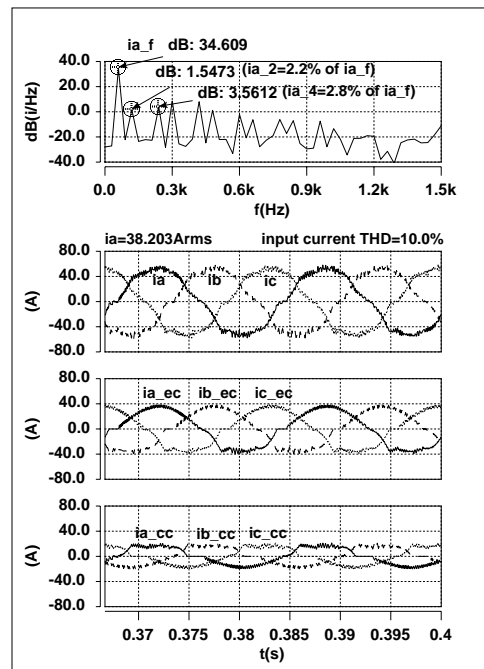 ia_f dB: 34.609
dB: 1.5473 (ia_2=2.2% of ia_f)
dB: 3.5612 (ia_4=2.8% of ia_f)
dB(i/Hz)
40.0
20.0
0.0
-20.0
-40.0
0.0 0.3k 0.6k 0.9k 1.2k 1.5k
f(Hz)
ia=38.203Arms input current THD=10.0%
(A)
80.0
40.0
0.0
-40.0
-80.0
ia ib ic
(A)
80.0
40.0
0.0
-40.0
-80.0
ia_ec ib_ec ic_ec
(A)
80.0
40.0
0.0
-40.0
-80.0
ia_cc ib_cc ic_cc
0.37 0.375 0.38 0.385 0.39 0.395 0.4
t(s)